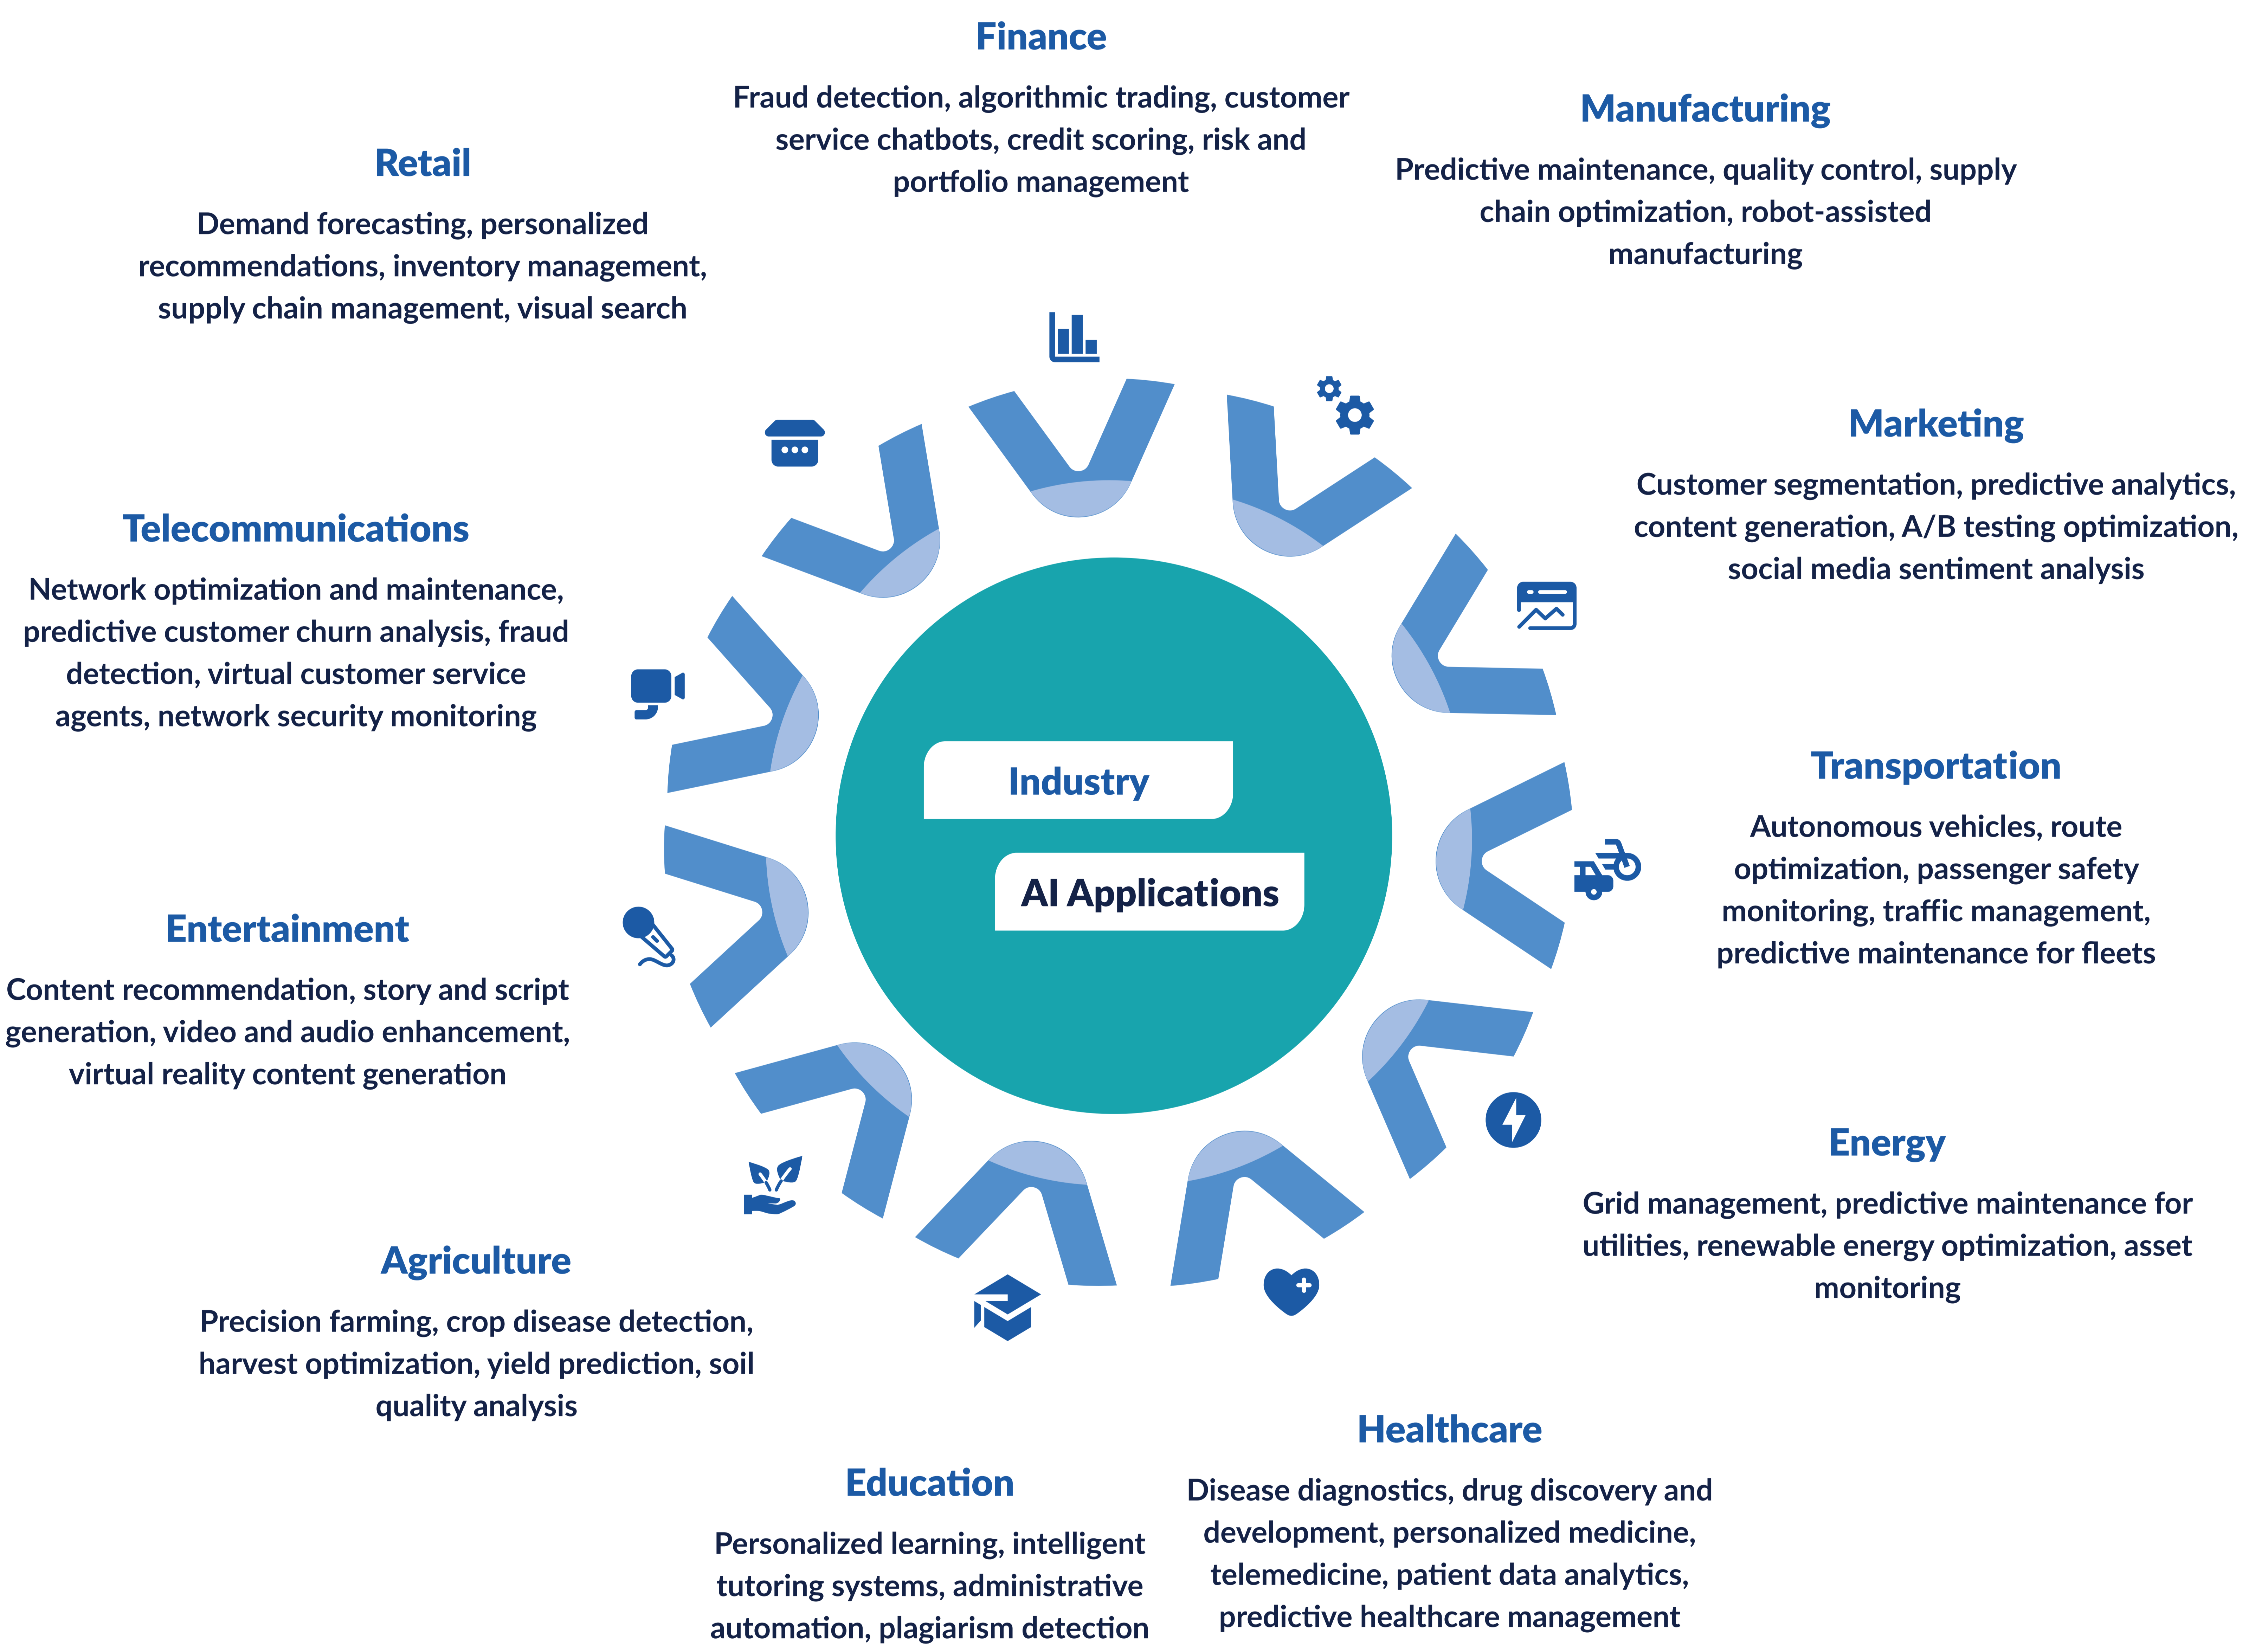 Finance
Fraud detection, algorithmic trading, customer
service chatbots, credit scoring, risk and
portfolio management
Manufacturing
Predictive maintenance, quality control, supply
chain optimization, robot-assisted
manufacturing
Marketing
Customer segmentation, predictive analytics,
content generation, A/B testing optimization,
social media sentiment analysis
Transportation
Autonomous vehicles, route
optimization, passenger safety
monitoring, traffic management,
predictive maintenance for fleets
Energy
Grid management, predictive maintenance for
utilities, renewable energy optimization, asset
monitoring
Healthcare
Disease diagnostics, drug discovery and
development, personalized medicine,
telemedicine, patient data analytics,
predictive healthcare management
Education
Personalized learning, intelligent
tutoring systems, administrative
automation, plagiarism detection
Agriculture
Precision farming, crop disease detection,
harvest optimization, yield prediction, soil
quality analysis
Entertainment
Content recommendation, story and script
generation, video and audio enhancement,
virtual reality content generation
Telecommunications
Network optimization and maintenance,
predictive customer churn analysis, fraud
detection, virtual customer service
agents, network security monitoring
Retail
Demand forecasting, personalized
recommendations, inventory management,
supply chain management, visual search
Industry
AI Applications